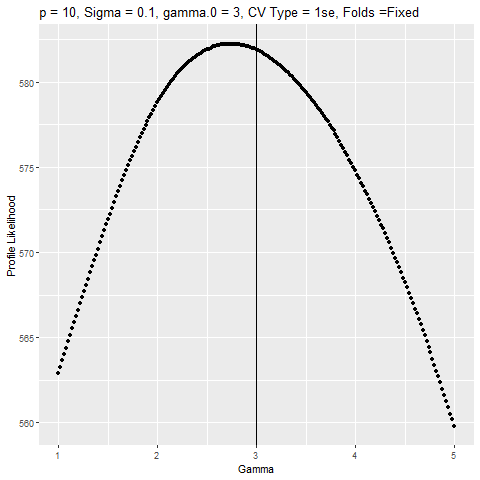 p = 10, Sigma = 0.1, gamma.0 = 3, CV Type = 1se, Folds =Fixed
Profile Likelihood
580
575
570
565
560
1 2 3 4 5
Gamma